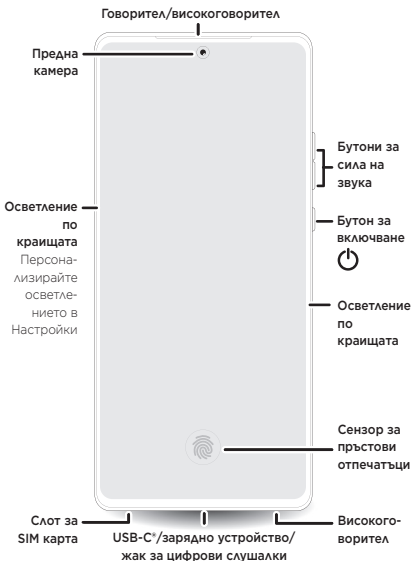 Говорител/високоговорител
Предна
камера
Бутони за
сила на
звука
Осветление
по
краищата
Персона-
лизирайте
осветле-
нието в
Настройки
Бутон за
включване
Осветление
по
краищата
Сензор за
пръстови
отпечатъци
Слот за
SIM карта
USB-C®/зарядно устройство/
жак за цифрови слушалки
Високого-
ворител